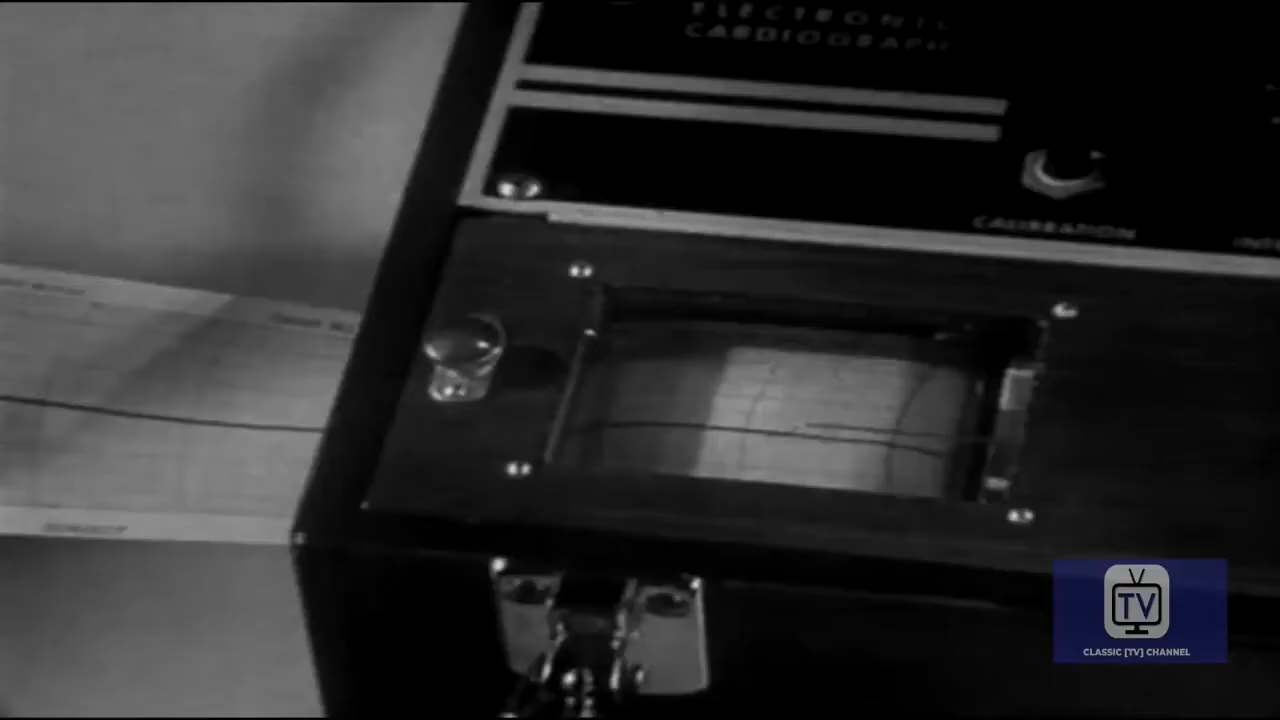 ELECTRONIC
CARDIOGRAPH
CALIBRATION
TV
CLASSIC [TV] CHANNEL